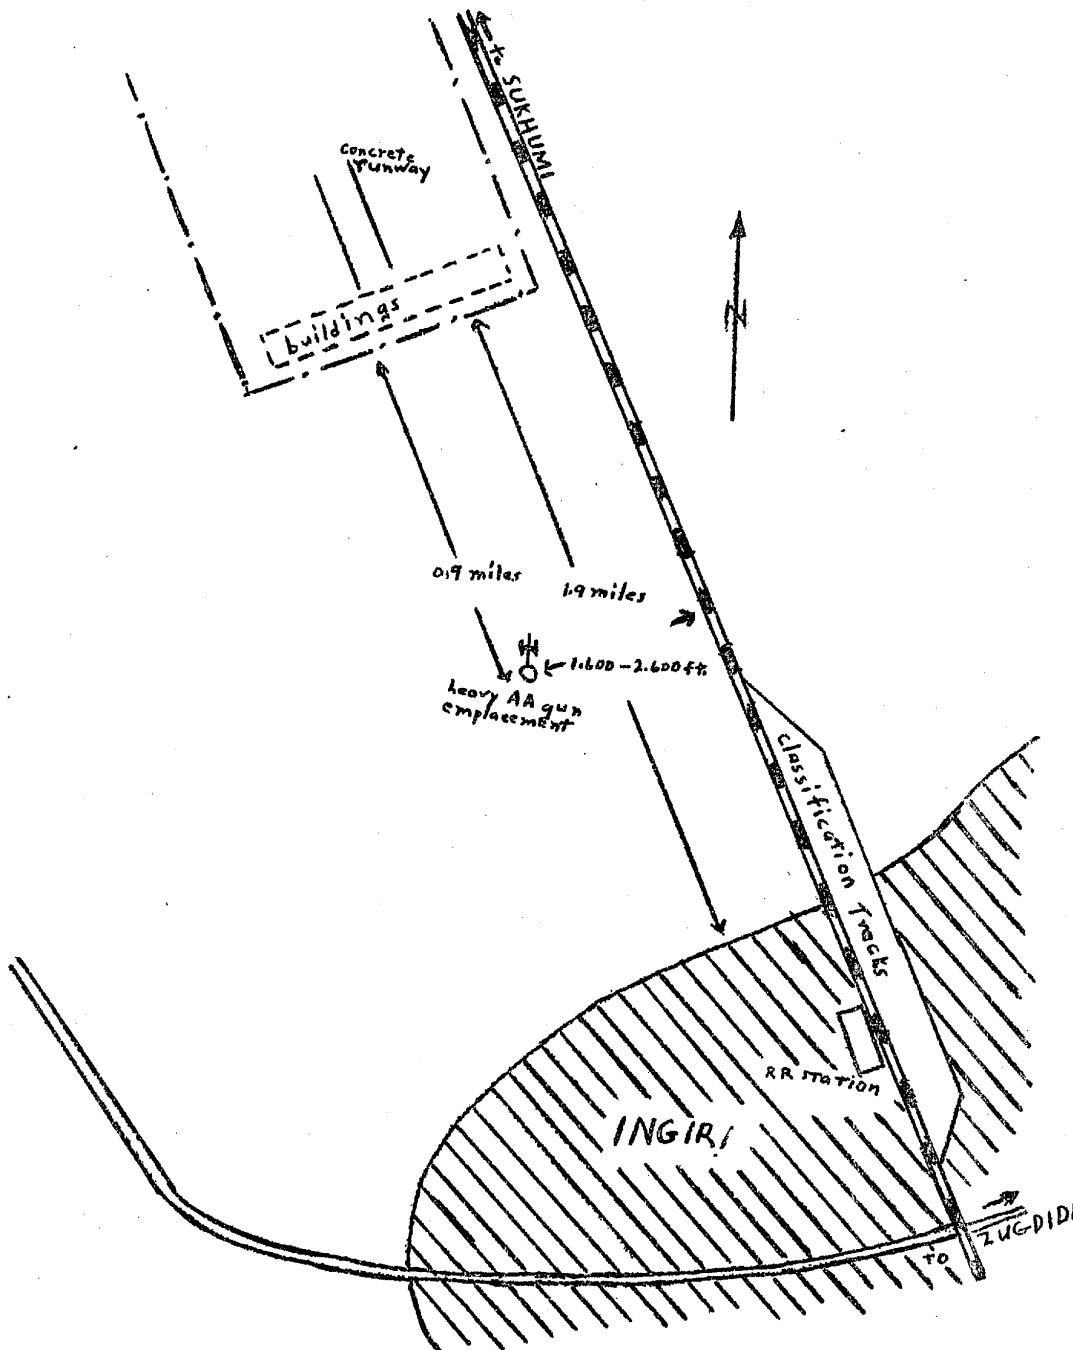 to SUKHUMI
concrete
runway
N
buildings
0.9 miles
1.9 miles
1.600-2.600 ft.
heavy AA gun
emplacement
Classification Tracks
RR station
INGIRI
to ZUGDIDI